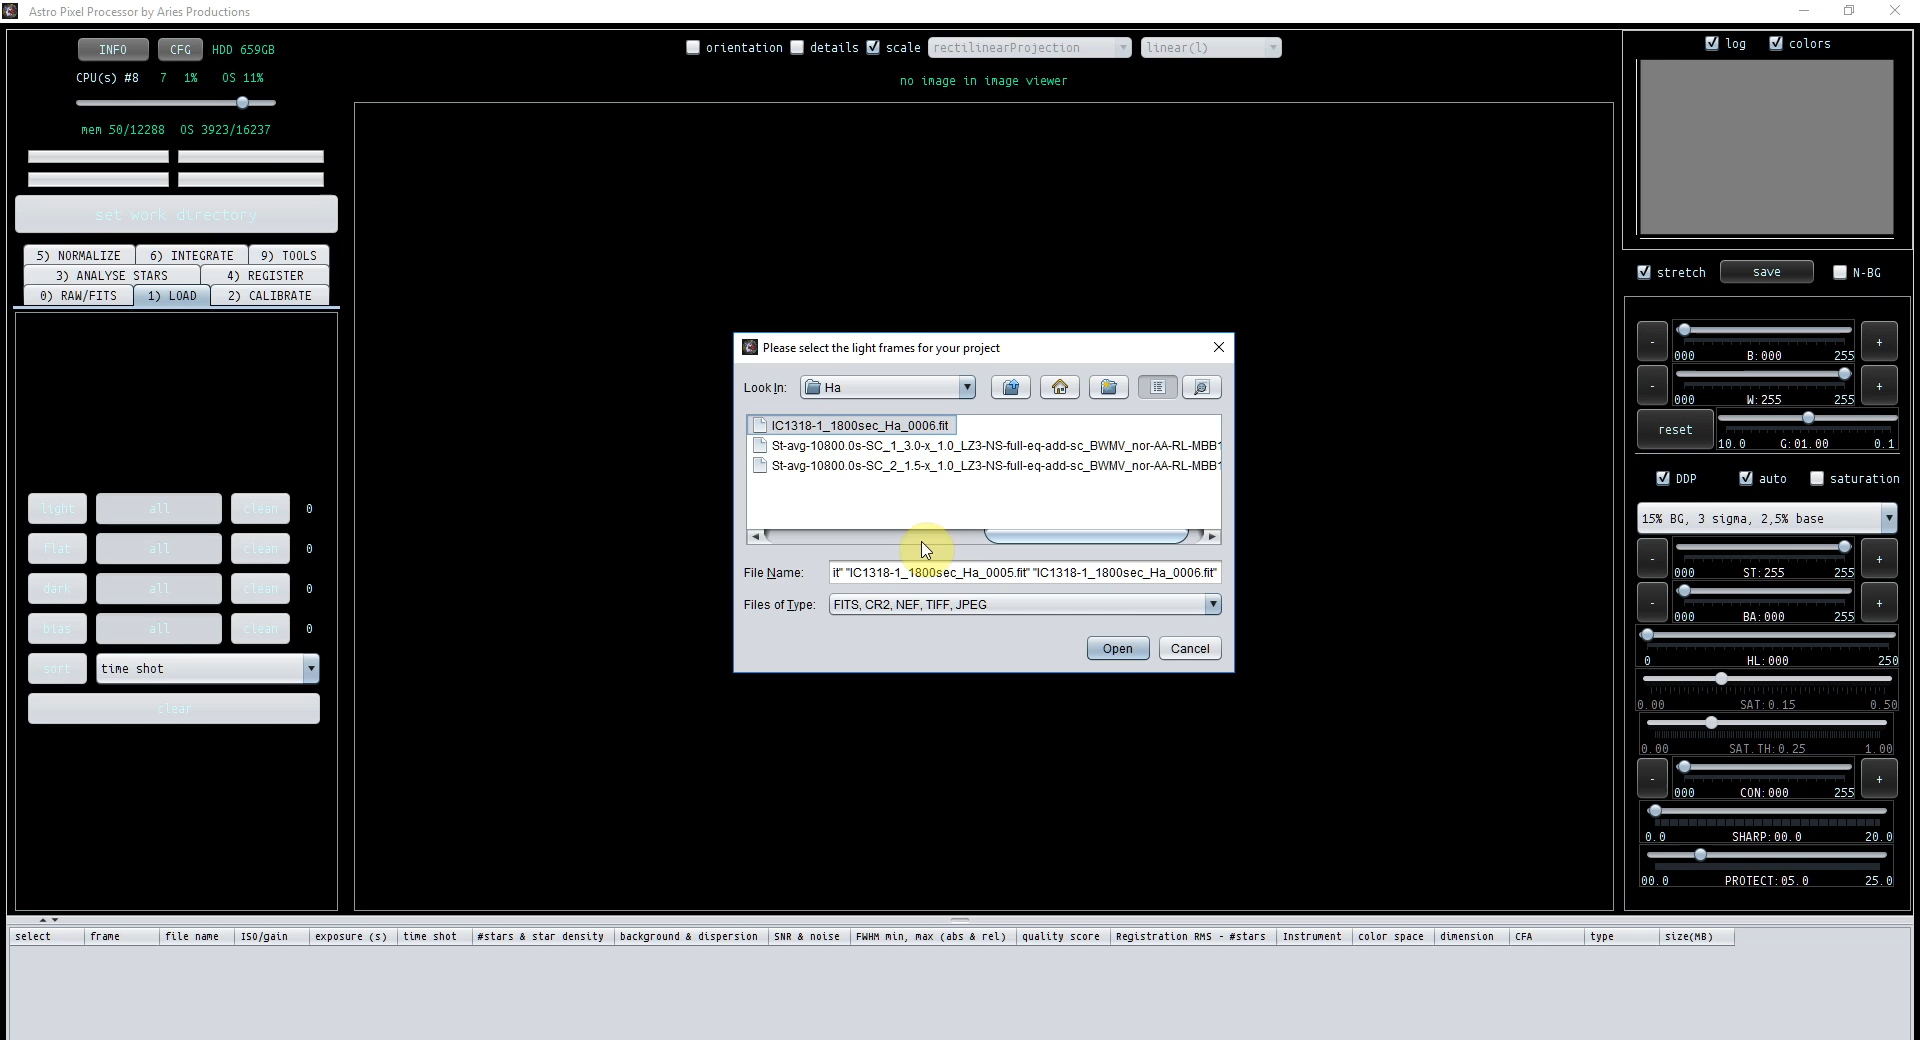 Astro Pixel Processor by Aries Productions
INFO CFG HDD 659GB
CPU(s) #8 7 1% OS 11%
mem 50/12288 OS 3923/16237
set work directory
5) NORMALIZE 6) INTEGRATE 9) TOOLS
3) ANALYSE STARS 4) REGISTER
0) RAW/FITS 1) LOAD 2) CALIBRATE
light all clean 0
flat all clean 0
dark all clean 0
bias all clean 0
sort time shot
clear
orientation details scale rectilinearProjection linear(l)
no image in image viewer
Please select the light frames for your project
Look In: Ha
IC1318-1_1800sec_Ha_0006.fit
St-avg-10800.0s-SC_1_3.0-x_1.0_LZ3-NS-full-eq-add-sc_BWMV_nor-AA-RL-MBB1
St-avg-10800.0s-SC_2_1.5-x_1.0_LZ3-NS-full-eq-add-sc_BWMV_nor-AA-RL-MBB1
File Name: it" "IC1318-1_1800sec_Ha_0005.fit" "IC1318-1_1800sec_Ha_0006.fit"
Files of Type: FITS, CR2, NEF, TIFF, JPEG
Open Cancel
log colors
stretch save N-BG
- 000 B:000 255 +
- 000 W:255 255 +
reset 10.0 G:01.00 0.1
DDP auto saturation
15% BG, 3 sigma, 2,5% base
- 000 ST:255 255 +
- 000 BA:000 255 +
0 HL:000 250
0.00 SAT:0.15 0.50
0.00 SAT.TH:0.25 1.00
- 000 CON:000 255 +
0.0 SHARP:00.0 20.0
00.0 PROTECT:05.0 25.0
select frame file name ISO/gain exposure (s) time shot #stars & star density background & dispersion SNR & noise FWHM min, max (abs & rel) quality score Registration RMS - #stars Instrument color space dimension CFA type size(MB)